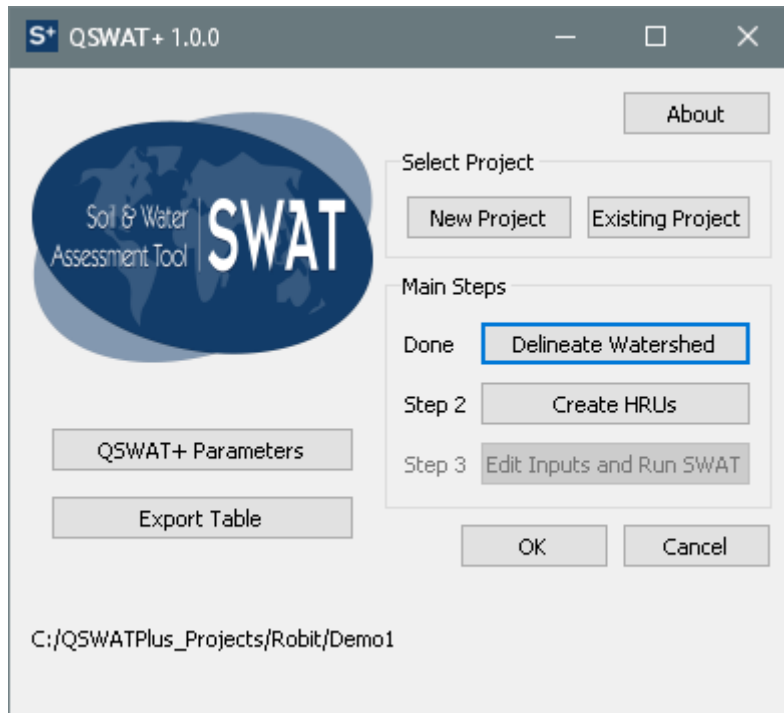 S+ QSWAT+ 1.0.0
About
Soil & Water
Assessment Tool
SWAT
Select Project
New Project
Existing Project
Main Steps
Done
Delineate Watershed
Step 2
Create HRUs
Step 3
Edit Inputs and Run SWAT
QSWAT+ Parameters
Export Table
OK
Cancel
C:/QSWATPlus_Projects/Robit/Demo1